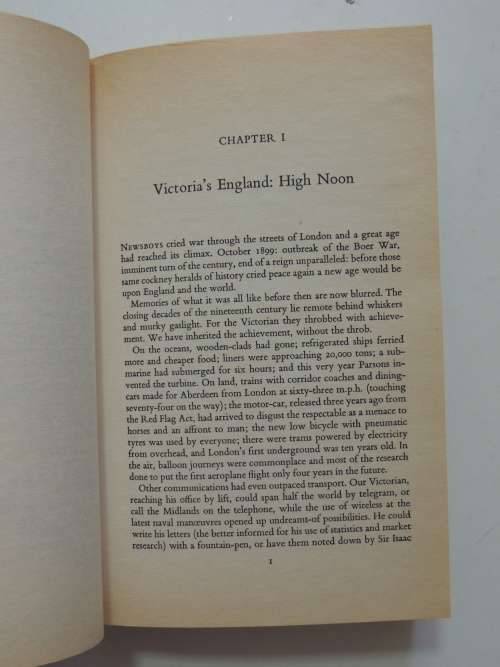 CHAPTER I
Victoria's England: High Noon
NEWSBOYS cried war through the streets of London and a great age
had reached its climax. October 1899: outbreak of the Boer War,
imminent turn of the century, end of a reign unparalleled: before those
same cockney heralds of history cried peace again a new age would be
upon England and the world.
Memories of what it was all like before then are now blurred. The
closing decades of the nineteenth century lie remote behind whiskers
and murky gaslight. For the Victorian they throbbed with achieve-
ment. We have inherited the achievement, without the throb.
On the oceans, wooden-clads had gone; refrigerated ships ferried
more and cheaper food; liners were approaching 20,000 tons; a sub-
marine had submerged for six hours; and this very year Parsons in-
vented the turbine. On land, trains with corridor coaches and dining-
cars made for Aberdeen from London at sixty-three m.p.h. (touching
seventy-four on the way); the motor-car, released three years ago from
the Red Flag Act, had arrived to disgust the respectable as a menace to
horses and an affront to man; the new low bicycle with pneumatic
tyres was used by everyone; there were trams powered by electricity
from overhead, and London's first underground was ten years old. In
the air, balloon journeys were commonplace and most of the research
done to put the first aeroplane flight only four years in the future.
Other communications had even outpaced transport. Our Victorian,
reaching his office by lift, could span half the world by telegram, or
call the Midlands on the telephone, while the use of wireless at the
latest naval manœuvres opened up undreamt-of possibilities. He could
write his letters (the better informed for his use of statistics and market
research) with a fountain-pen, or have them noted down by Sir Isaac
1